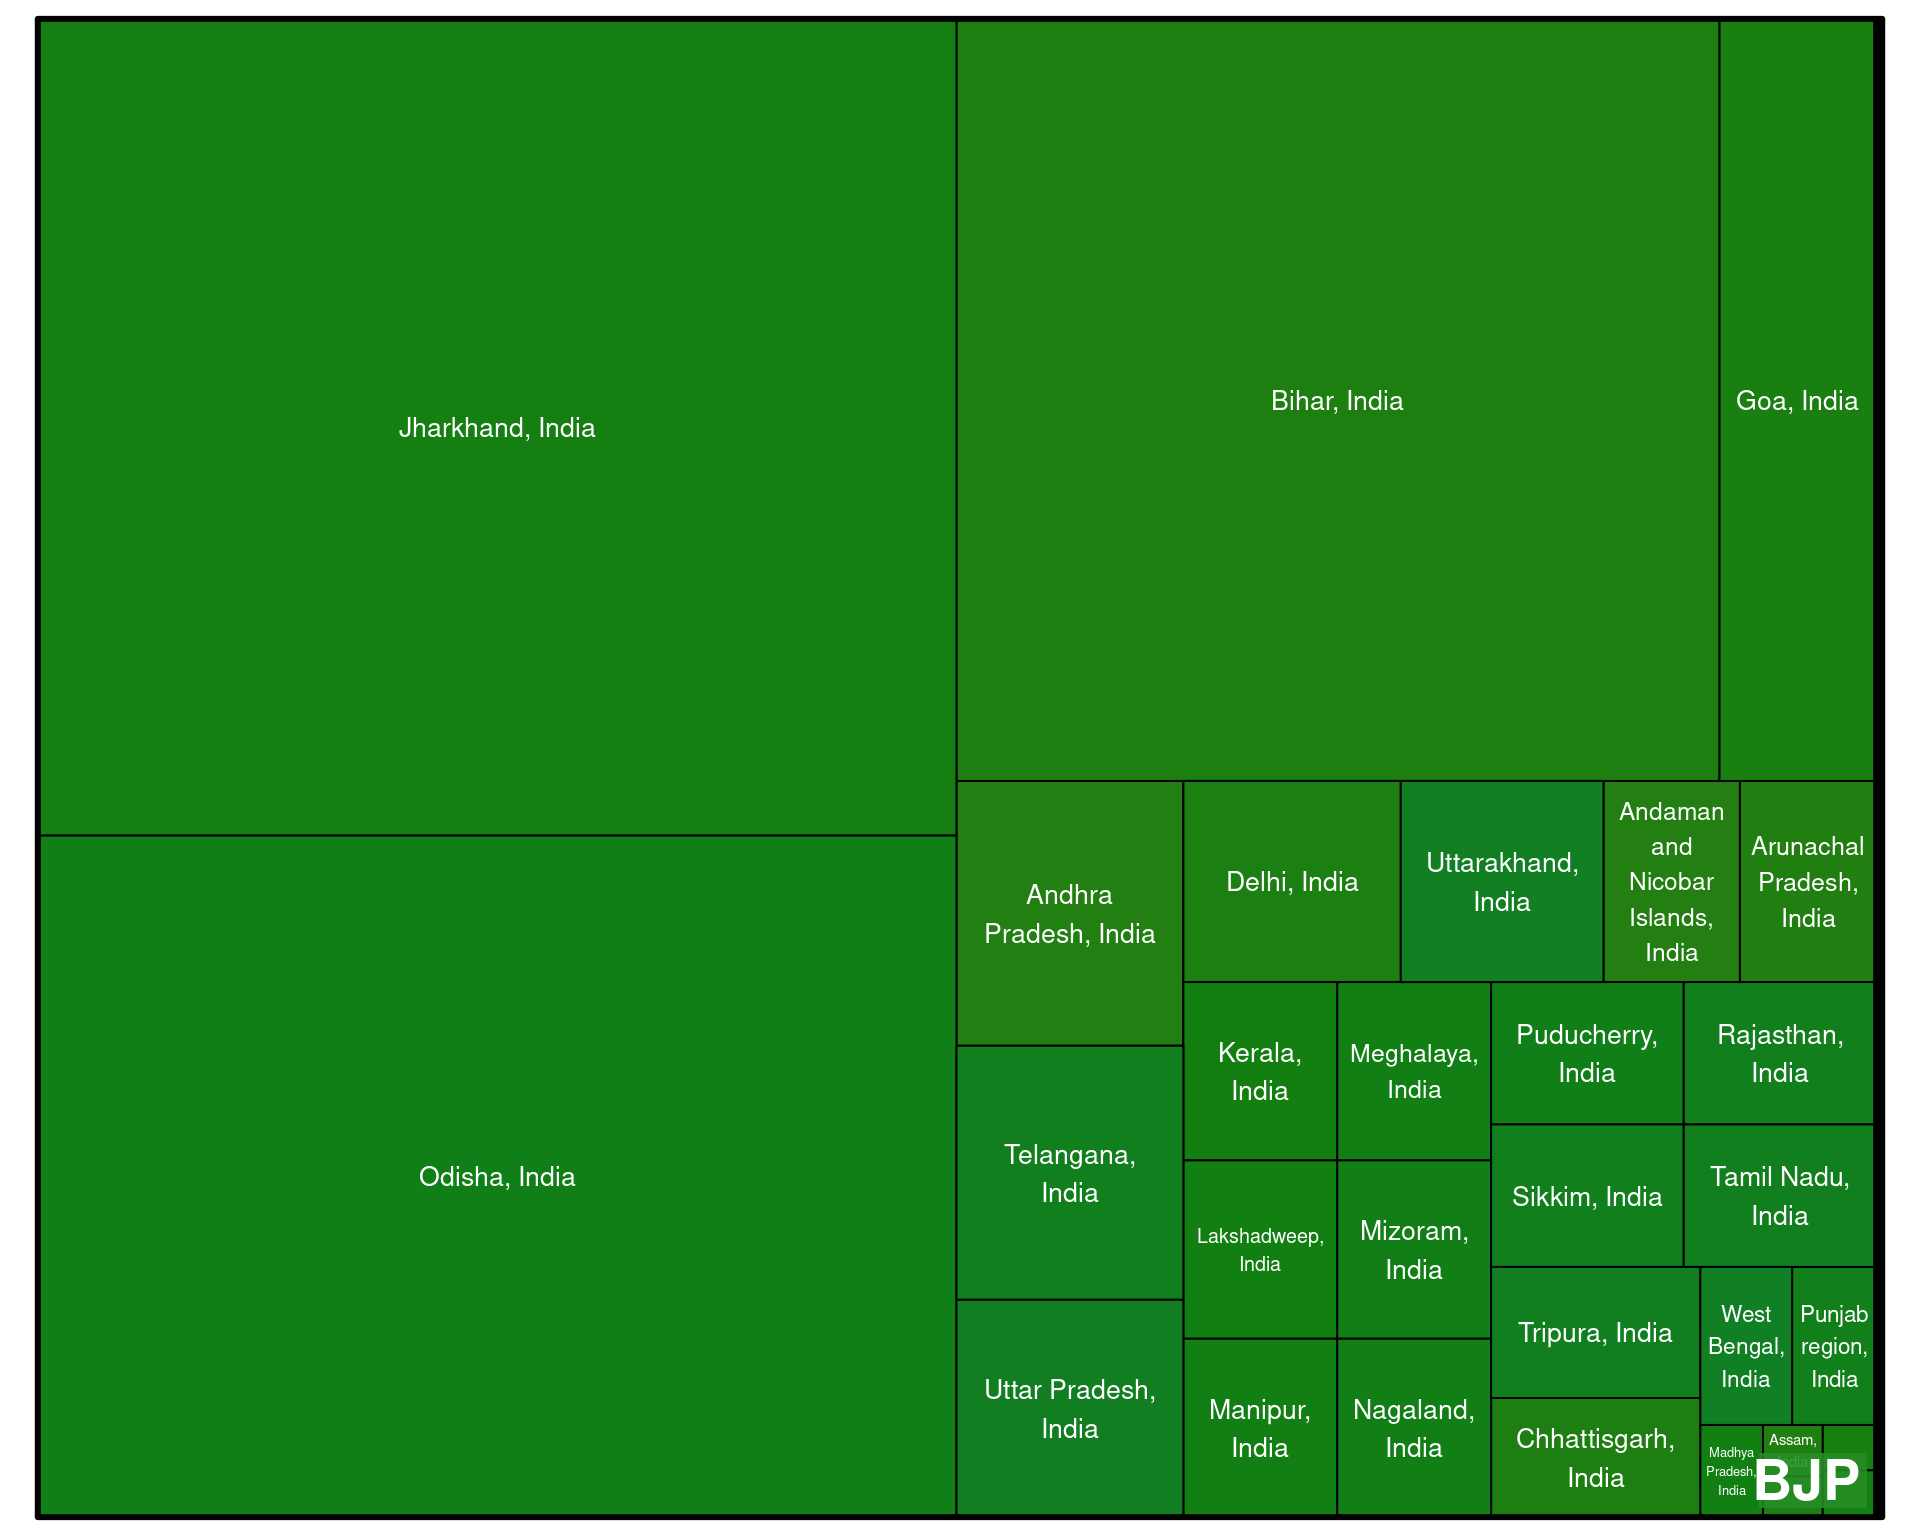 Jharkhand, India
Bihar, India
Goa, India
Odisha, India
Andhra
Pradesh, India
Delhi, India
Uttarakhand,
India
Andaman
and
Nicobar
Islands,
India
Arunachal
Pradesh,
India
Telangana,
India
Uttar Pradesh,
India
Kerala,
India
Meghalaya,
India
Puducherry,
India
Rajasthan,
India
Lakshadweep,
India
Mizoram,
India
Sikkim, India
Tamil Nadu,
India
Manipur,
India
Nagaland,
India
Tripura, India
West
Bengal,
India
Punjab
region,
India
Chhattisgarh,
India
Madhya
Pradesh,
India
Assam,
India
BJP